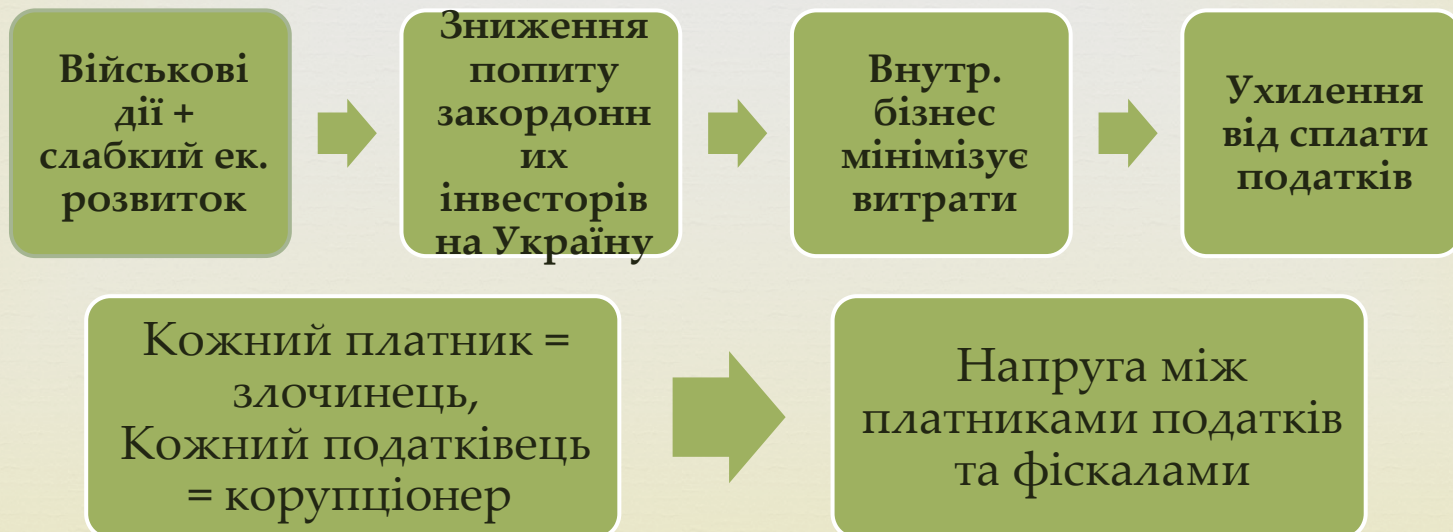 Військові
дії +
слабкий ек.
розвиток
Зниження
попиту
закордонн
их
інвесторів
на Україну
Внутр.
бізнес
мінімізує
витрати
Ухилення
від сплати
податків
Кожний платник =
злочинець,
Кожний податківець
= корупціонер
Напруга між
платниками податків
та фіскалами